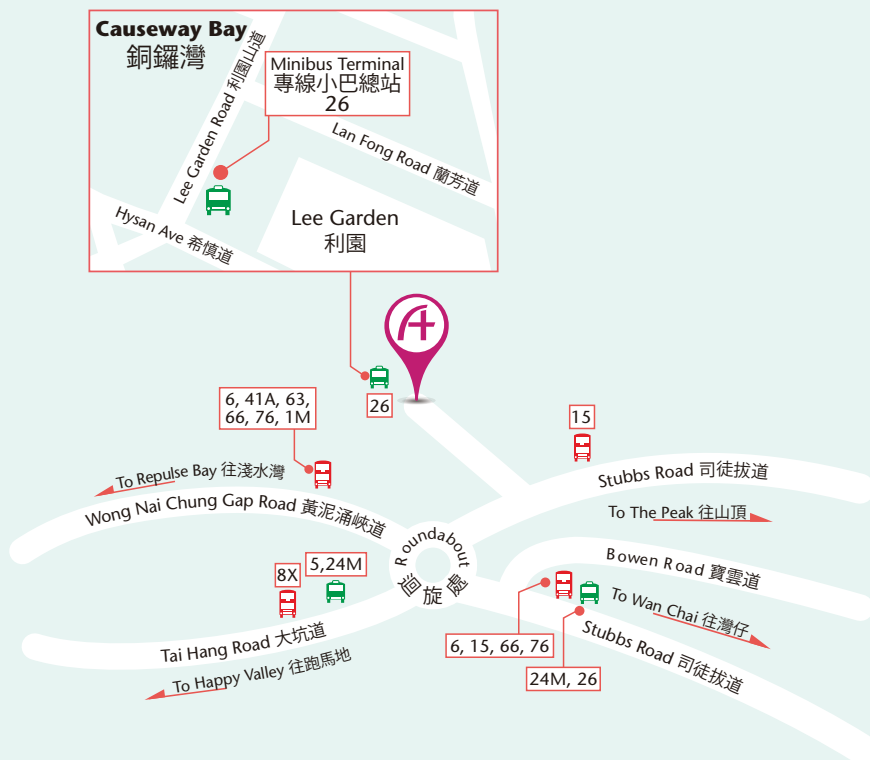 Causeway Bay
銅鑼灣
Lee Garden Road 利園山道
Minibus Terminal
專線小巴總站
26
Lan Fong Road 蘭芳道
Lee Garden
利園
Hysan Ave 希慎道
26
6, 41A, 63,
66, 76, 1M
15
To Repulse Bay 往淺水灣
Wong Nai Chung Gap Road 黃泥涌峽道
Stubbs Road 司徒拔道
To The Peak 往山頂
Roundabout
迴旋處
Bowen Road 寶雲道
8X
5,24M
To Wan Chai 往灣仔
Tai Hang Road 大坑道
6, 15, 66, 76
Stubbs Road 司徒拔道
To Happy Valley 往跑馬地
24M, 26